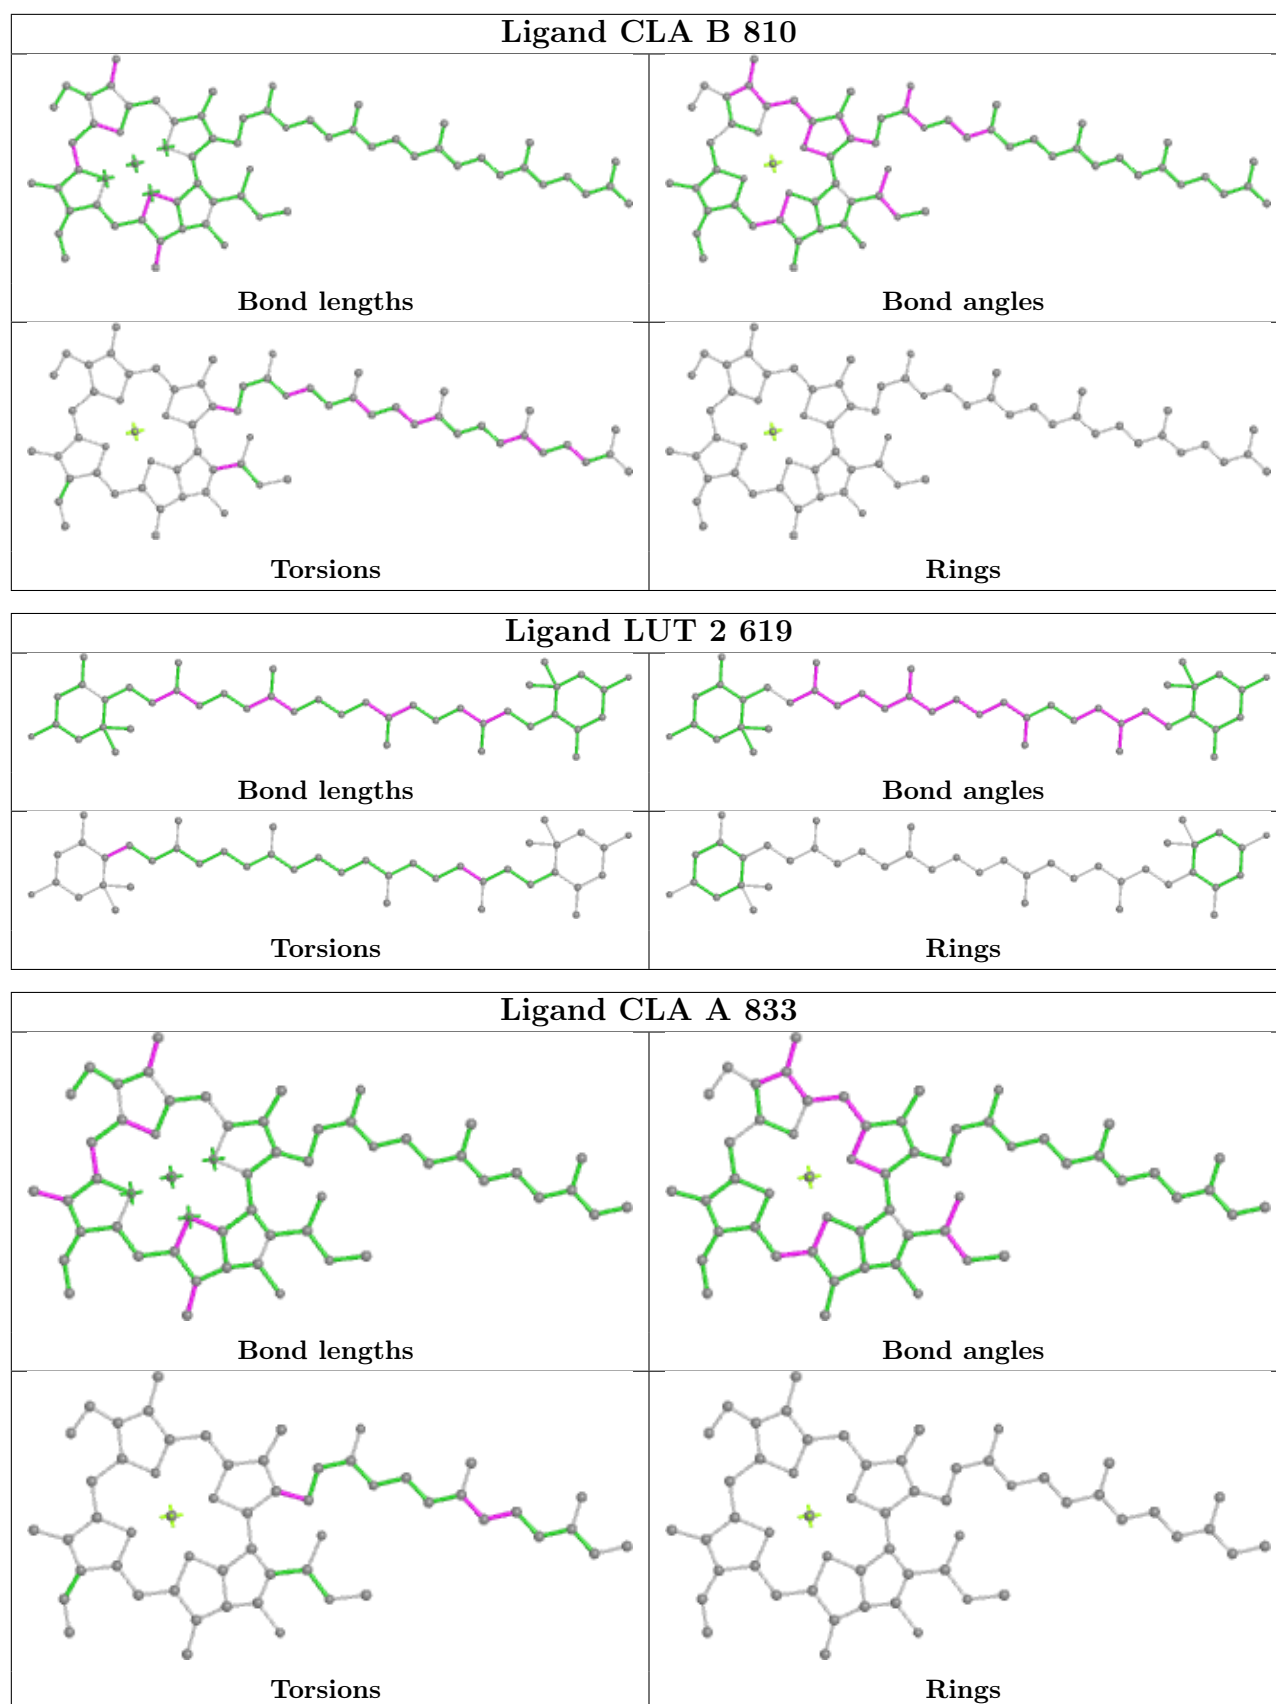 Ligand CLA B 810
Bond lengths
Bond angles
Torsions
Rings
Ligand LUT 2 619
Bond lengths
Bond angles
Torsions
Rings
Ligand CLA A 833
Bond lengths
Bond angles
Torsions
Rings